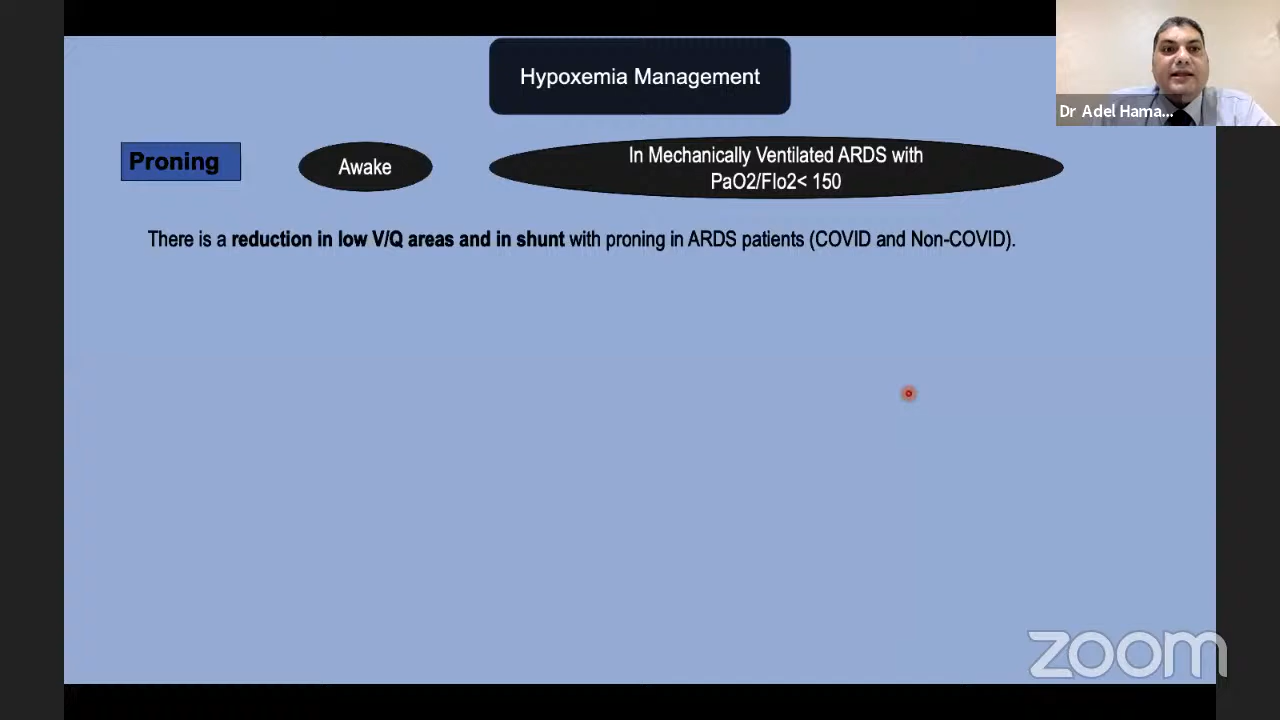 Hypoxemia Management
Dr Adel Hama...
Proning
Awake
In Mechanically Ventilated ARDS with
PaO2/FIo2< 150
There is a reduction in low V/Q areas and in shunt with proning in ARDS patients (COVID and Non-COVID).
zoom